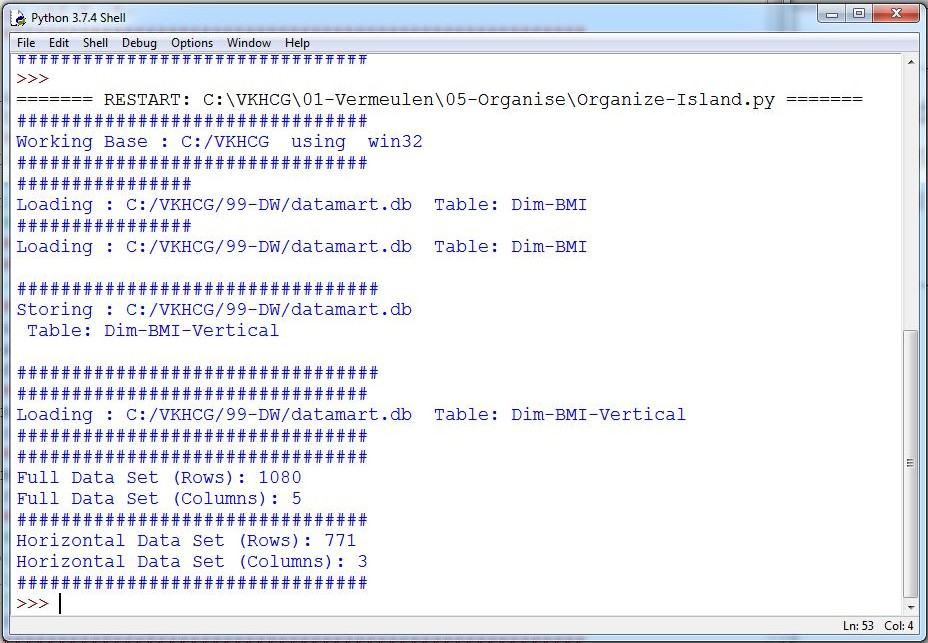 Python 3.7.4 Shell
File Edit Shell Debug Options Window Help
################################
>>>
======= RESTART: C:\VKHCG\01-Vermeulen\05-Organise\Organize-Island.py =======
################################
Working Base : C:/VKHCG  using  win32
################################
################
Loading : C:/VKHCG/99-DW/datamart.db  Table: Dim-BMI
################
Loading : C:/VKHCG/99-DW/datamart.db  Table: Dim-BMI
#################################
Storing : C:/VKHCG/99-DW/datamart.db
 Table: Dim-BMI-Vertical
#################################
################################
Loading : C:/VKHCG/99-DW/datamart.db  Table: Dim-BMI-Vertical
################################
################################
Full Data Set (Rows): 1080
Full Data Set (Columns): 5
################################
Horizontal Data Set (Rows): 771
Horizontal Data Set (Columns): 3
################################
>>>
Ln: 53 Col: 4